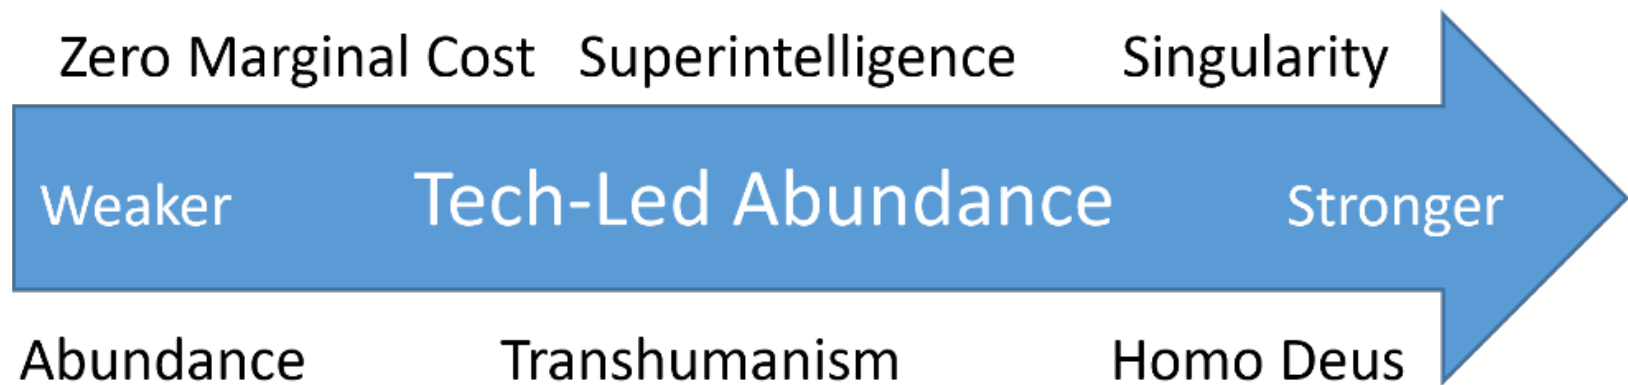 Zero Marginal Cost Superintelligence Singularity
Weaker Tech-Led Abundance Stronger
Abundance Transhumanism Homo Deus